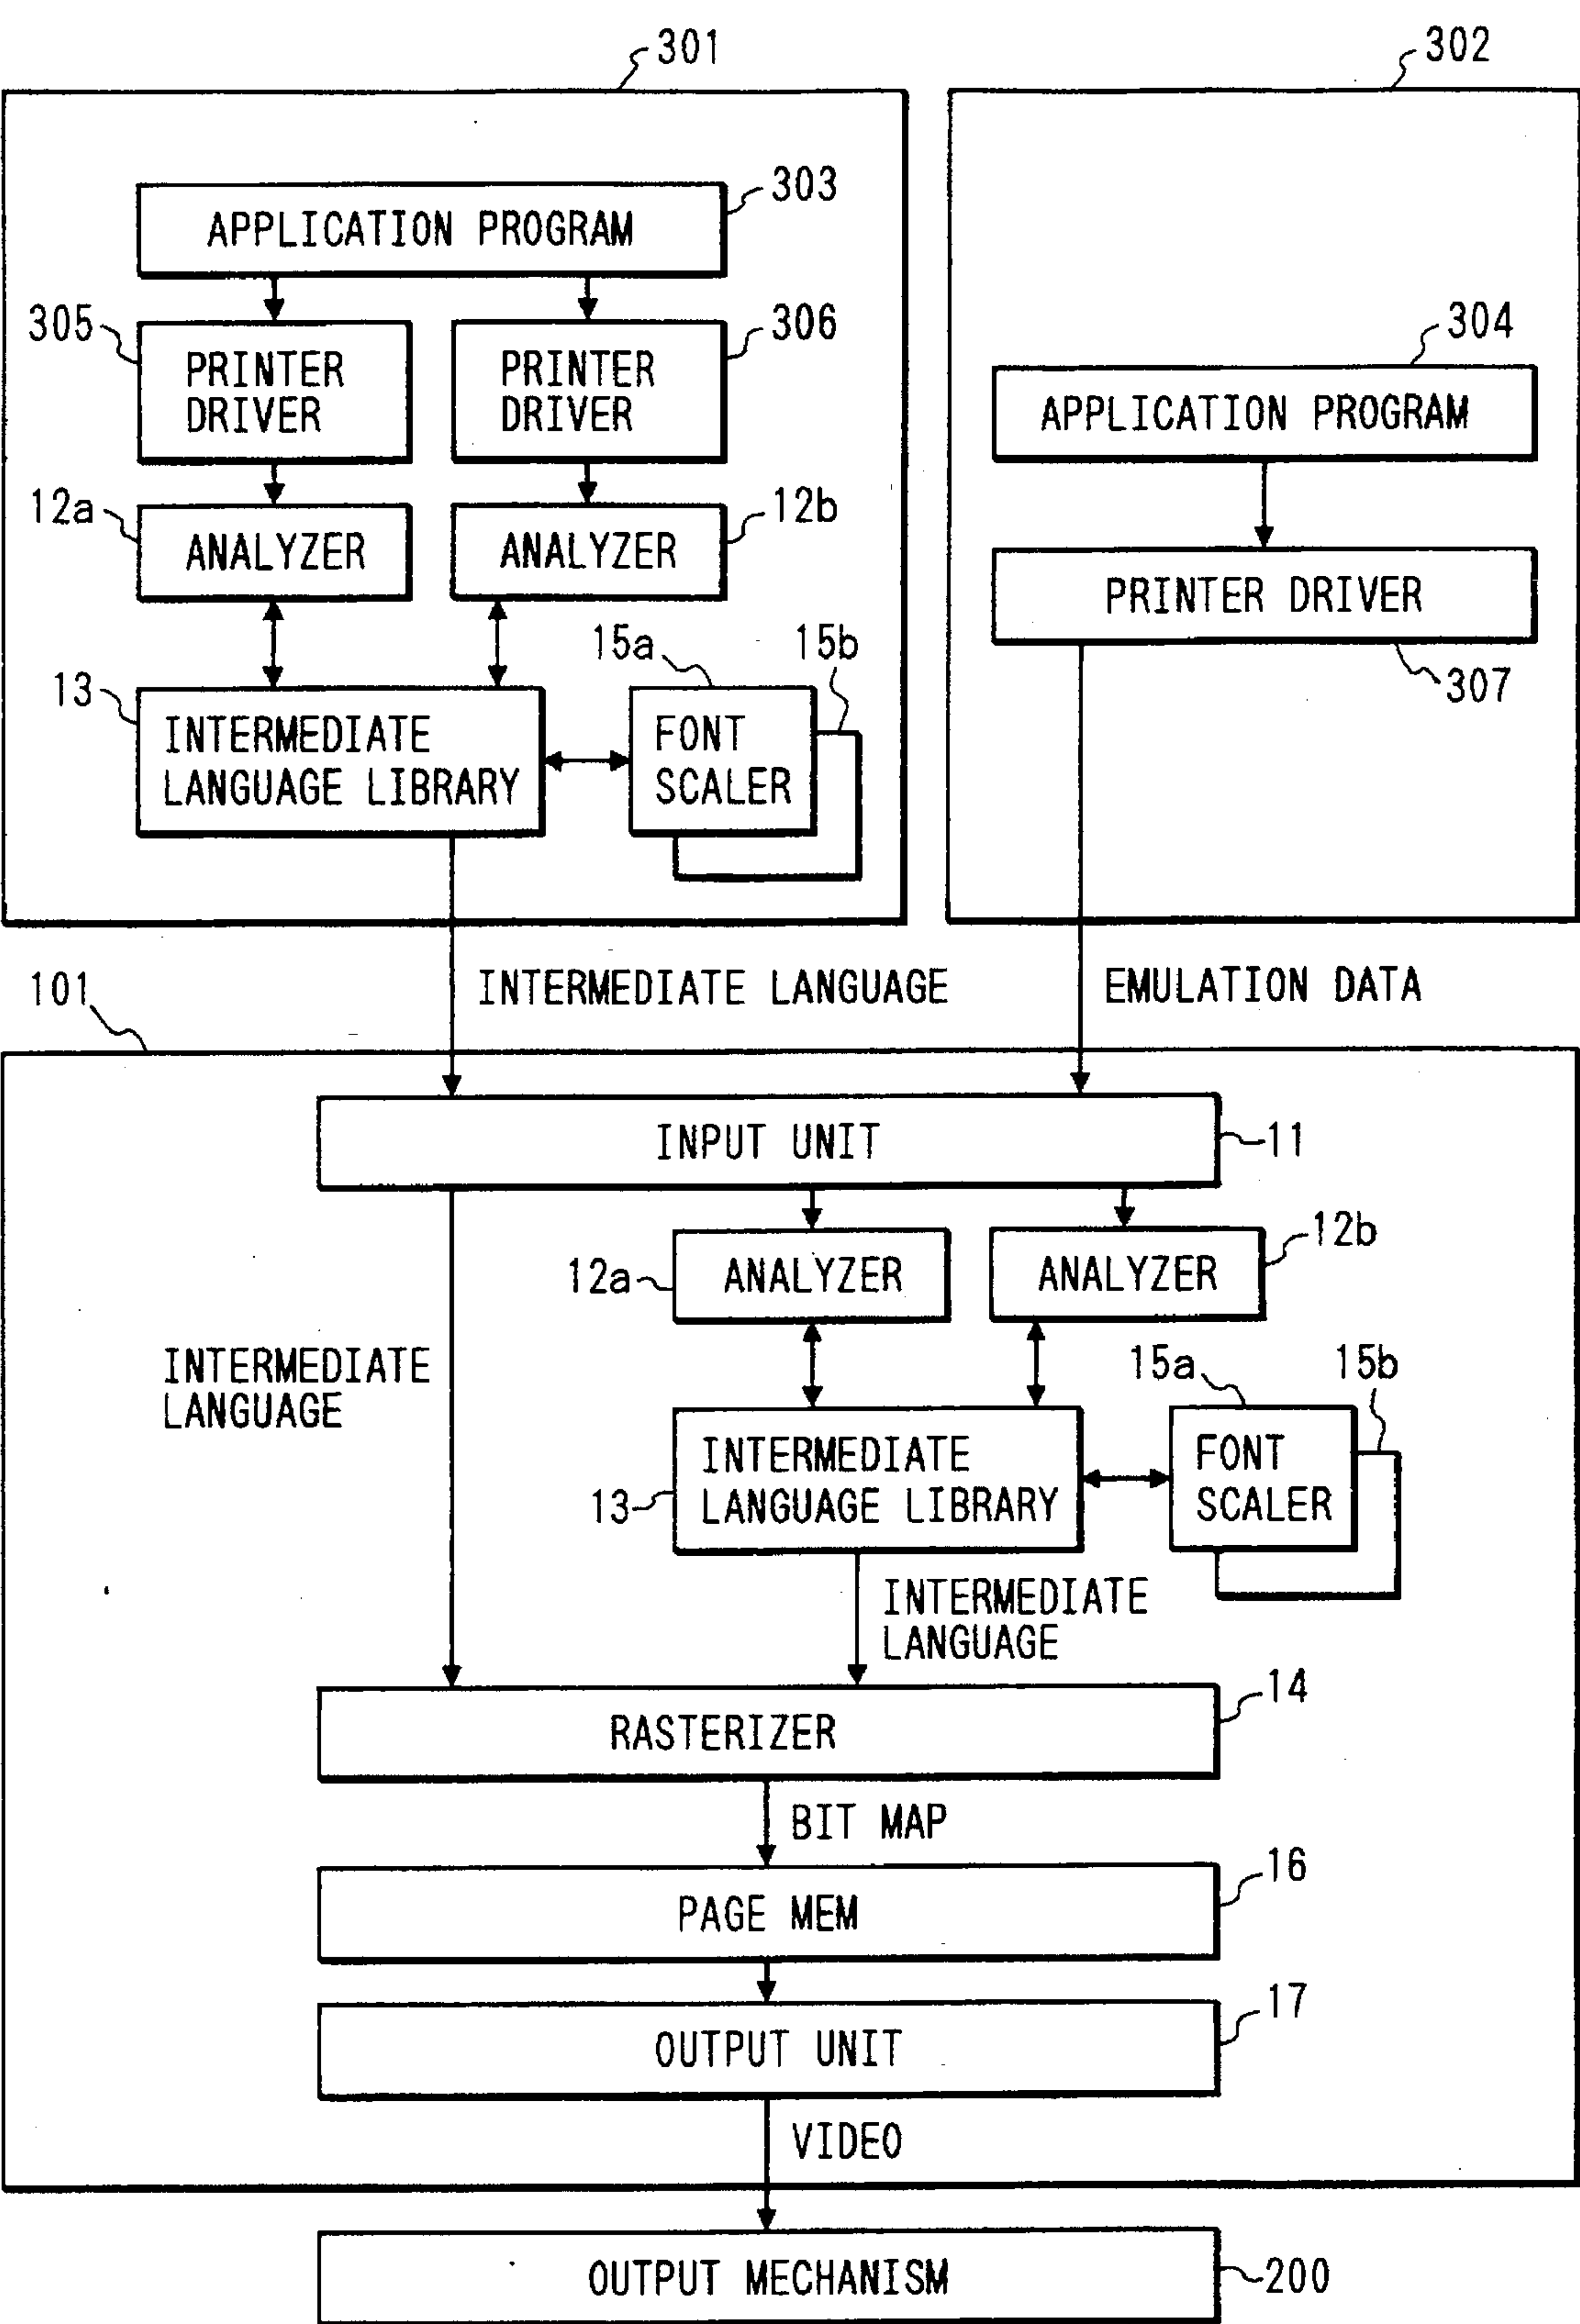 301
302
303
APPLICATION PROGRAM
305
306
304
PRINTER
DRIVER
PRINTER
DRIVER
APPLICATION PROGRAM
12a
12b
ANALYZER
ANALYZER
PRINTER DRIVER
15a
15b
307
13
INTERMEDIATE
LANGUAGE LIBRARY
FONT
SCALER
101
INTERMEDIATE LANGUAGE
EMULATION DATA
INPUT UNIT
11
12a
ANALYZER
ANALYZER
12b
INTERMEDIATE
LANGUAGE
15a
15b
13
INTERMEDIATE
LANGUAGE LIBRARY
FONT
SCALER
INTERMEDIATE
LANGUAGE
14
RASTERIZER
BIT MAP
16
PAGE MEM
17
OUTPUT UNIT
VIDEO
OUTPUT MECHANISM
200